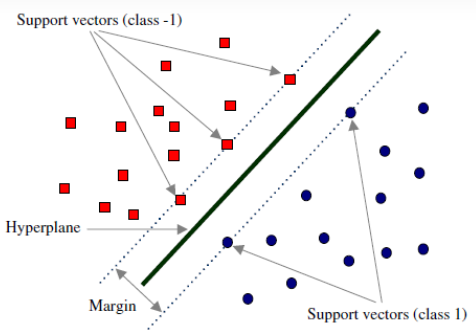 Support vectors (class -1)
Hyperplane
Margin
Support vectors (class 1)